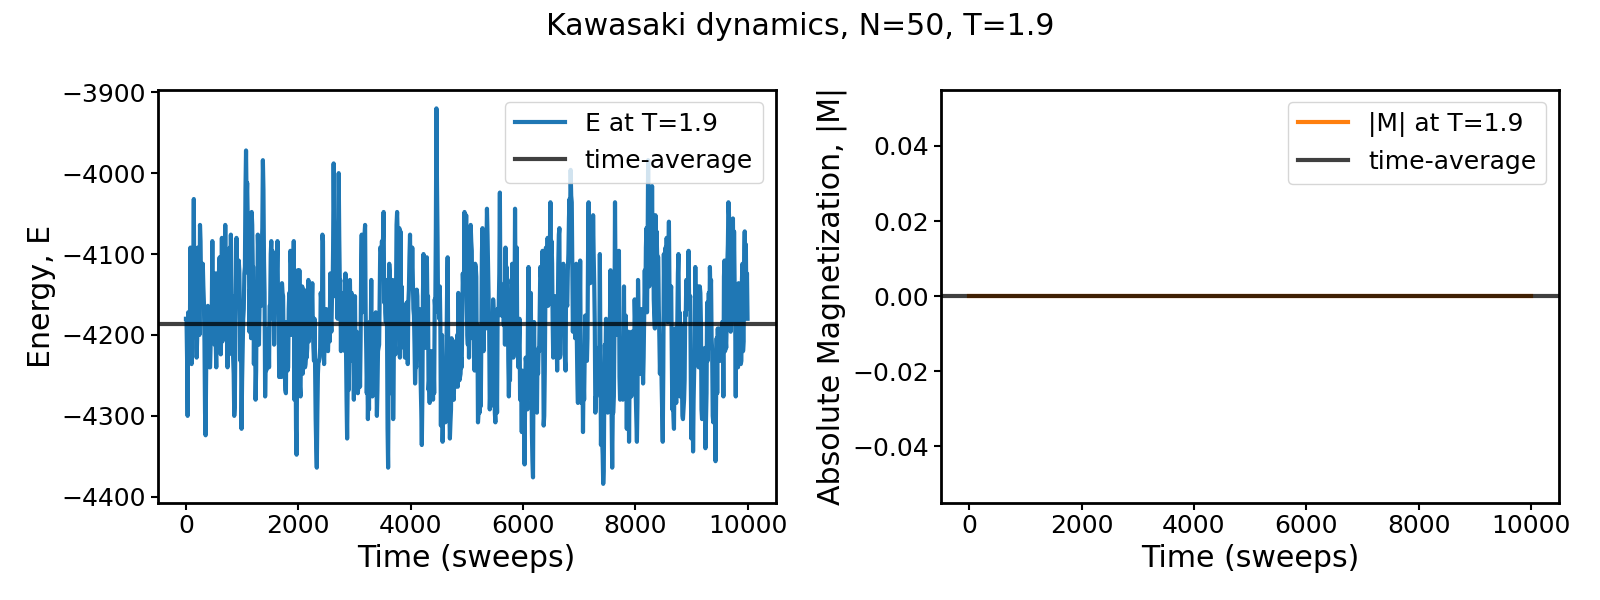 Kawasaki dynamics, N=50, T=1.9
Energy, E
−3900
−4000
−4100
−4200
−4300
−4400
E at T=1.9
time-average
0
2000
4000
6000
8000
10000
Time (sweeps)
Absolute Magnetization, |M|
0.04
0.02
0.00
−0.02
−0.04
|M| at T=1.9
time-average
0
2000
4000
6000
8000
10000
Time (sweeps)